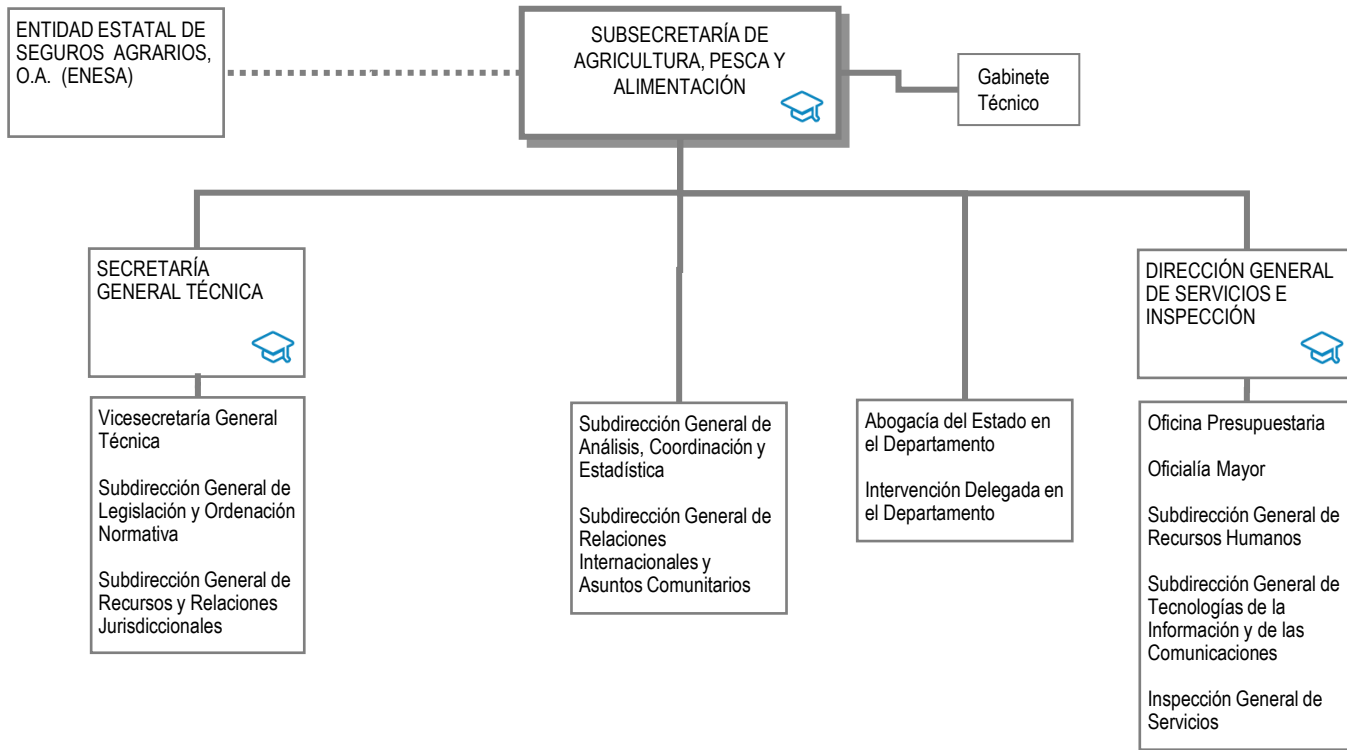 ENTIDAD ESTATAL DE
SEGUROS AGRARIOS,
O.A. (ENESA)
SUBSECRETARÍA DE
AGRICULTURA, PESCA Y
ALIMENTACIÓN
Gabinete
Técnico
SECRETARÍA
GENERAL TÉCNICA
DIRECCIÓN GENERAL
DE SERVICIOS E
INSPECCIÓN
Vicesecretaría General
Técnica
Subdirección General de
Legislación y Ordenación
Normativa
Subdirección General de
Recursos y Relaciones
Jurisdiccionales
Subdirección General de
Análisis, Coordinación y
Estadística
Subdirección General de
Relaciones
Internacionales y
Asuntos Comunitarios
Abogacía del Estado en
el Departamento
Intervención Delegada en
el Departamento
Oficina Presupuestaria
Oficialía Mayor
Subdirección General de
Recursos Humanos
Subdirección General de
Tecnologías de la
Información y de las
Comunicaciones
Inspección General de
Servicios